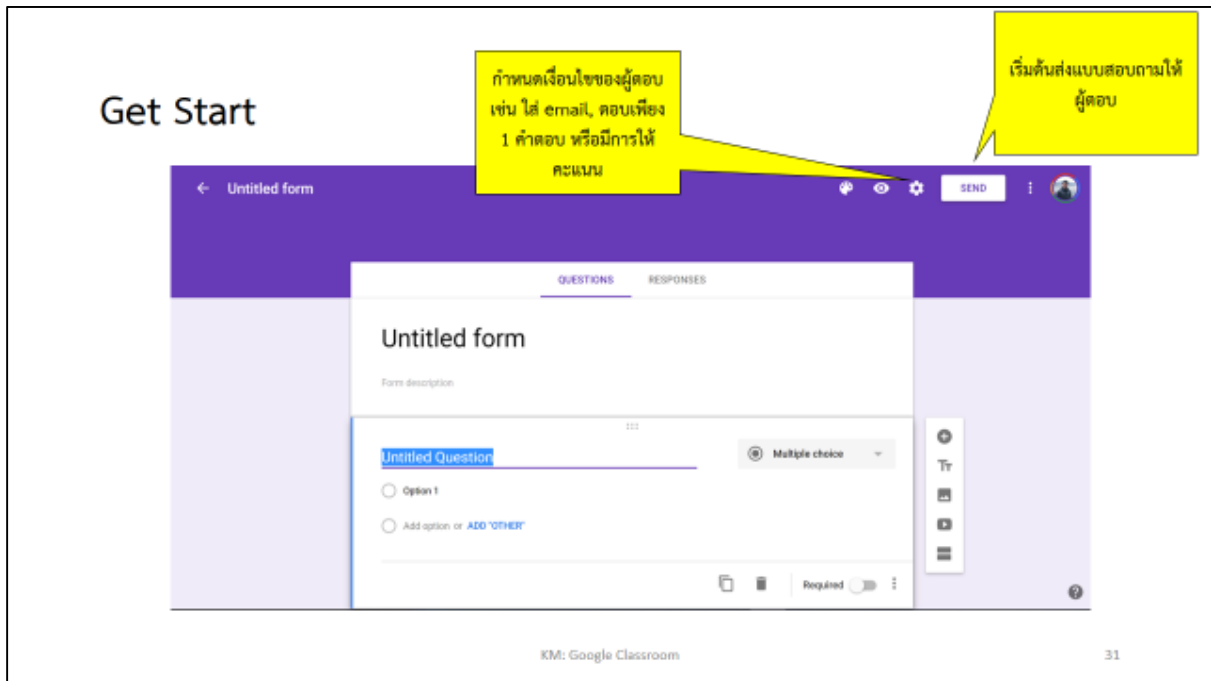 เริ่มต้นส่งแบบสอบถามให้
ผู้ตอบ
กำหนดเงื่อนไขของผู้ตอบ
เช่น ใส่ email, ตอบเพียง
1 คำตอบ หรือมีการให้
คะแนน
Get Start
Untitled form
SEND
QUESTIONS RESPONSES
Untitled form
Form description
Untitled Question
Multiple choice
Option 1
Add option or ADD "OTHER"
Required
KM: Google Classroom
31